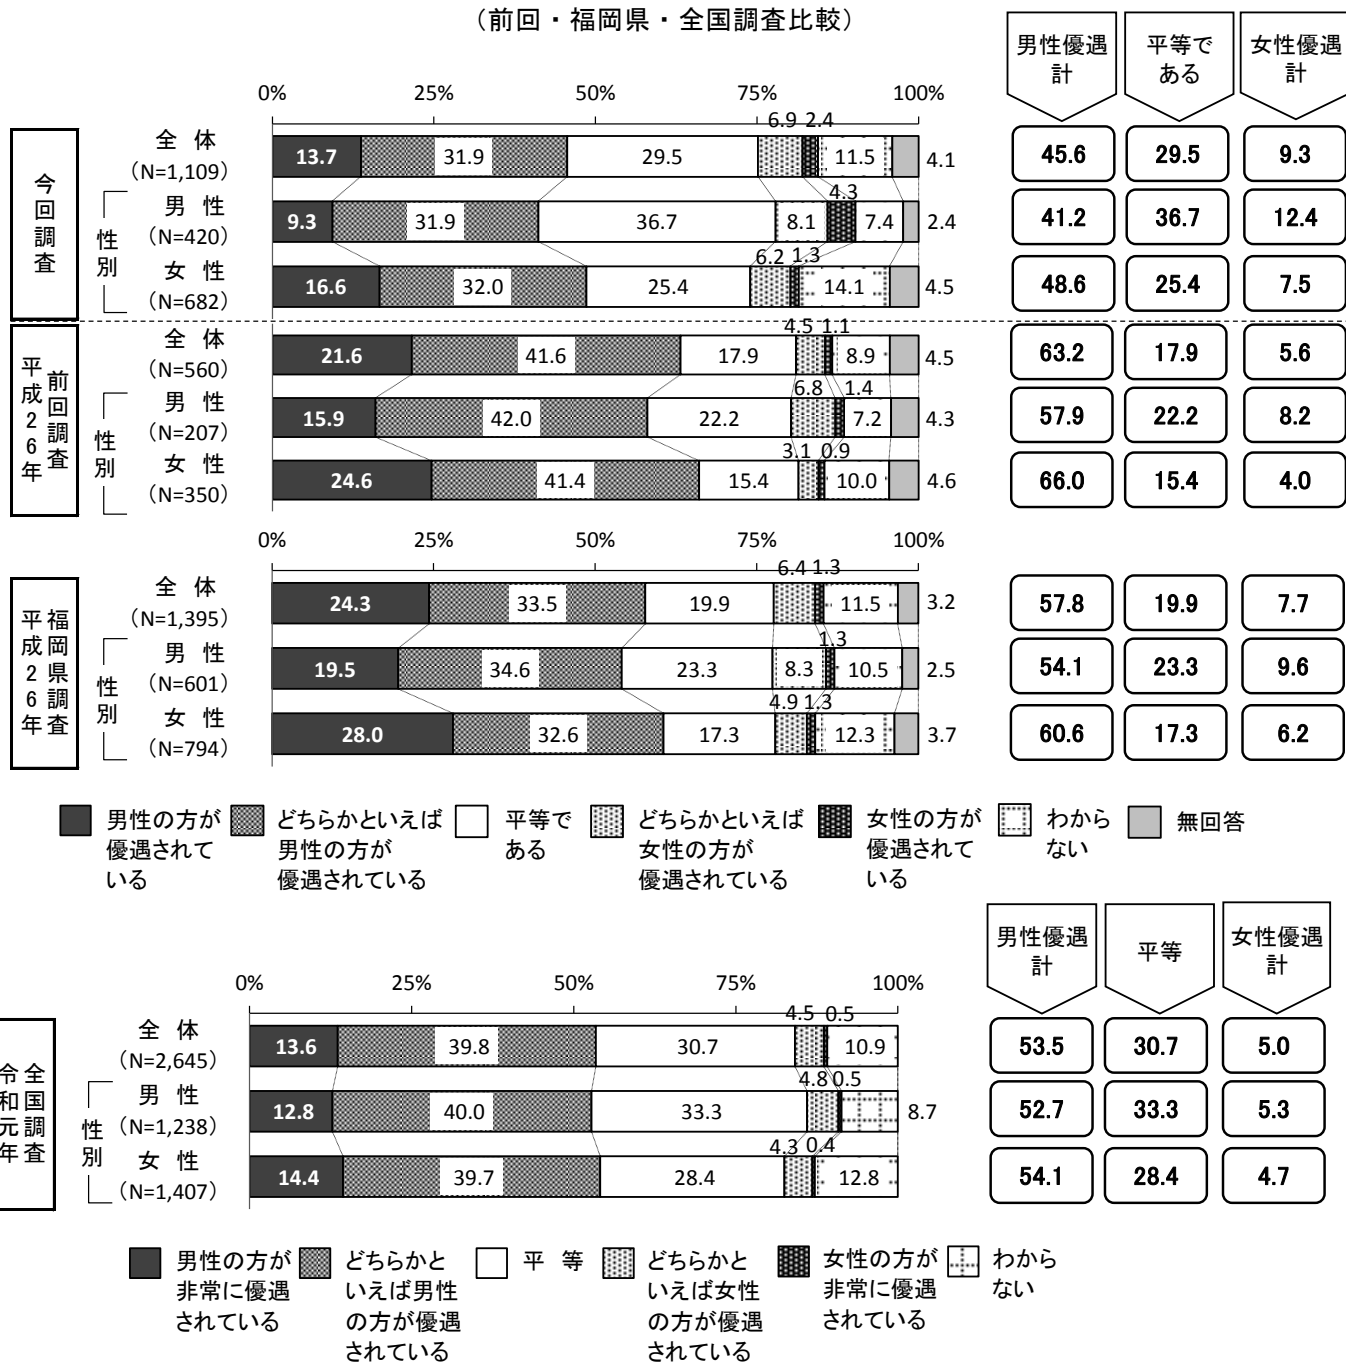 (前回・福岡県・全国調査比較)
男性優遇計 平等である 女性優遇計
0% 25% 50% 75% 100%
今回調査
性別
全 体 (N=1,109) 13.7 31.9 29.5 6.9 2.4 11.5 4.1 45.6 29.5 9.3
男 性 (N=420) 9.3 31.9 36.7 8.1 4.3 7.4 2.4 41.2 36.7 12.4
女 性 (N=682) 16.6 32.0 25.4 6.2 1.3 14.1 4.5 48.6 25.4 7.5
前回調査
平成26年
性別
全 体 (N=560) 21.6 41.6 17.9 4.5 1.1 8.9 4.5 63.2 17.9 5.6
男 性 (N=207) 15.9 42.0 22.2 6.8 1.4 7.2 4.3 57.9 22.2 8.2
女 性 (N=350) 24.6 41.4 15.4 3.1 0.9 10.0 4.6 66.0 15.4 4.0
0% 25% 50% 75% 100%
福岡県調査
平成26年
性別
全 体 (N=1,395) 24.3 33.5 19.9 6.4 1.3 11.5 3.2 57.8 19.9 7.7
男 性 (N=601) 19.5 34.6 23.3 8.3 1.3 10.5 2.5 54.1 23.3 9.6
女 性 (N=794) 28.0 32.6 17.3 4.9 1.3 12.3 3.7 60.6 17.3 6.2
男性の方が優遇されている
どちらかといえば男性の方が優遇されている
平等である
どちらかといえば女性の方が優遇されている
女性の方が優遇されている
わからない
無回答
男性優遇計 平等 女性優遇計
0% 25% 50% 75% 100%
全国調査
令和元年
性別
全 体 (N=2,645) 13.6 39.8 30.7 4.5 0.5 10.9 53.5 30.7 5.0
男 性 (N=1,238) 12.8 40.0 33.3 4.8 0.5 8.7 52.7 33.3 5.3
女 性 (N=1,407) 14.4 39.7 28.4 4.3 0.4 12.8 54.1 28.4 4.7
男性の方が非常に優遇されている
どちらかといえば男性の方が優遇されている
平 等
どちらかといえば女性の方が優遇されている
女性の方が非常に優遇されている
わからない